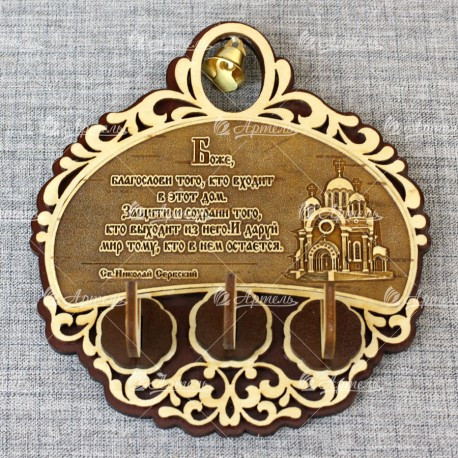 Боже,
благослови того, кто входит
в этот дом.
Защити и сохрани того,
кто выходит из него.И даруй
мир тому, кто в нем остается.
Св.Николай Сербский
Артель